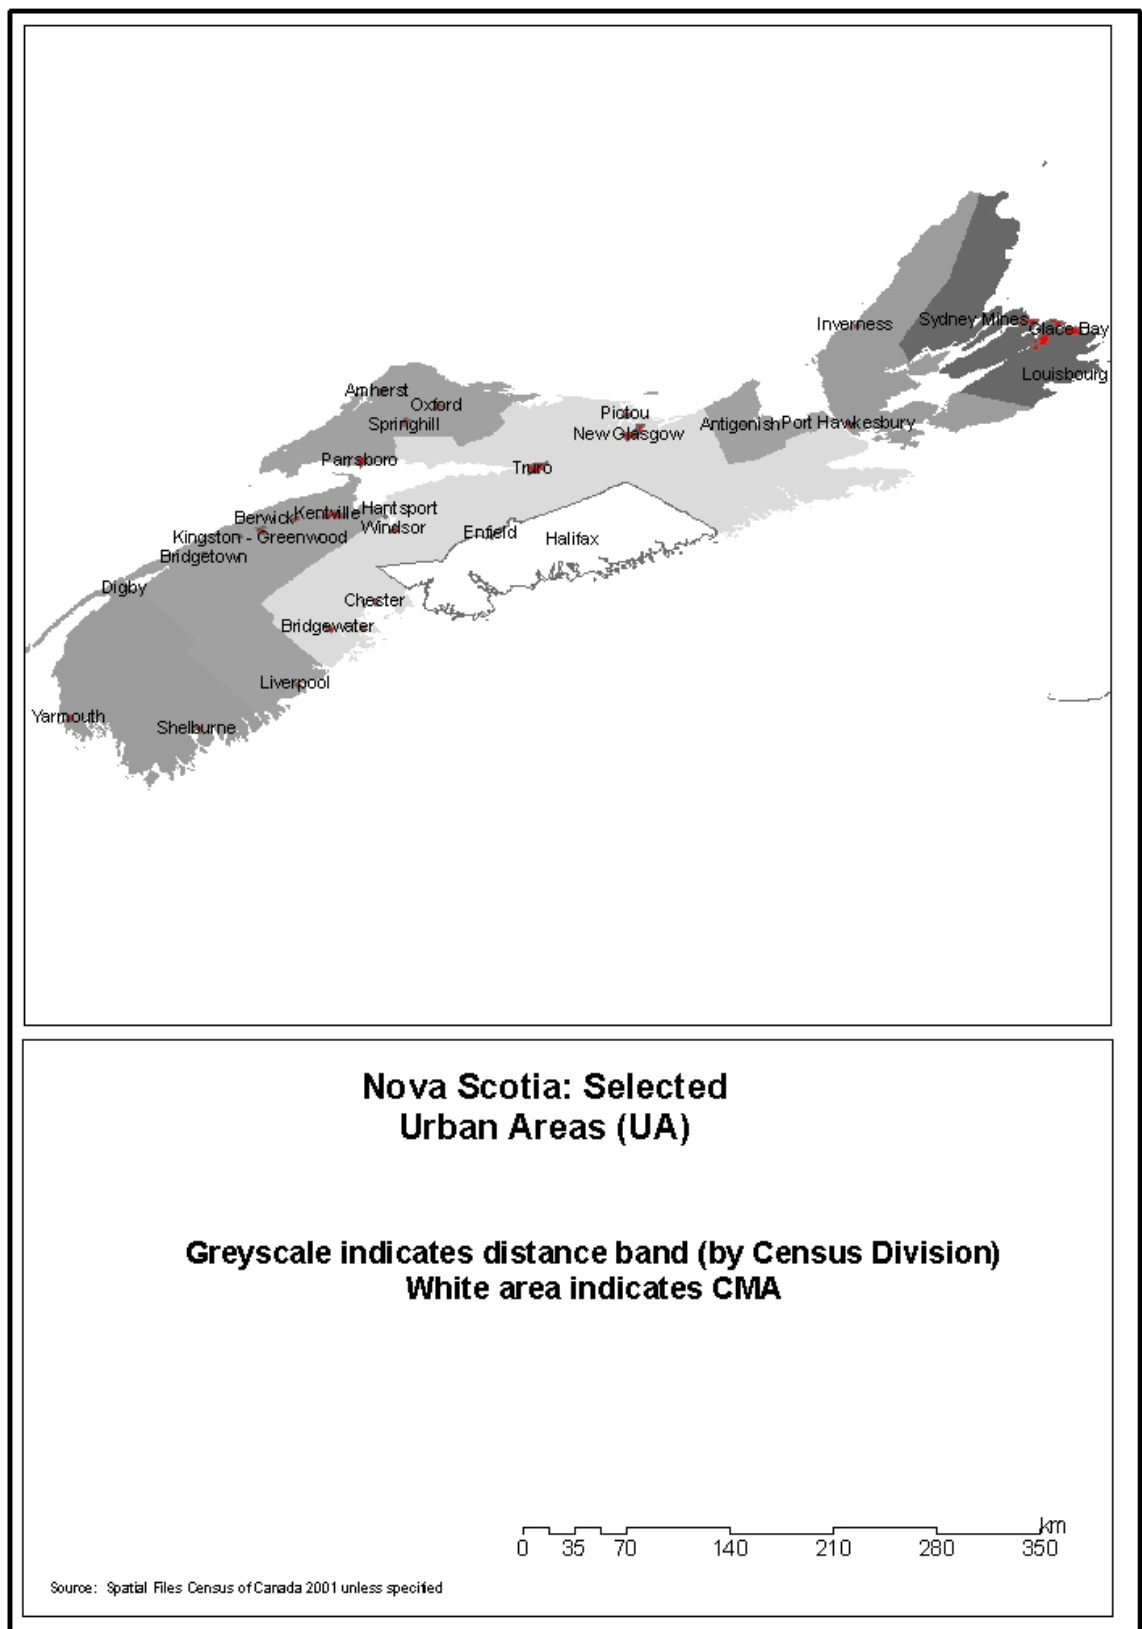 Inverness
Sydney Mines
Glace Bay
Louisbourg
Amherst
Oxford
Springhill
Pictou
New Glasgow
Antigonish
Port Hawkesbury
Parrsboro
Truro
Berwick
Kentville
Hantsport
Kingston - Greenwood
Windsor
Enfield
Halifax
Bridgetown
Digby
Chester
Bridgewater
Liverpool
Yarmouth
Shelburne
Nova Scotia: Selected
Urban Areas (UA)
Greyscale indicates distance band (by Census Division)
White area indicates CMA
km
0 35 70 140 210 280 350
Source: Spatial Files Census of Canada 2001 unless specified